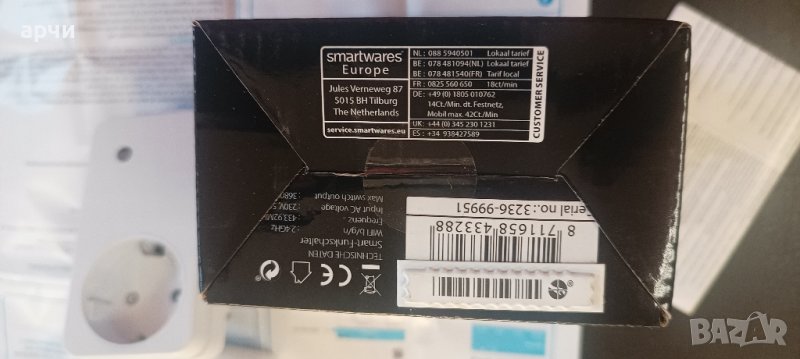 арчи
smartwares®
Europe
Jules Verneweg 87
5015 BH Tilburg
The Netherlands
service.smartwares.eu
NL : 088 5940501 Lokaal tarief
BE : 078 481094(NL) Lokaal tarief
BE : 078 481540(FR) Tarif local
FR : 0825 560 650 18ct/min
DE : +49 (0) 1805 010762
14Ct./Min. dt. Festnetz,
Mobil max. 42Ct./Min
UK: +44 (0) 345 230 1231
ES : +34 938427589
CUSTOMER SERVICE
TECHNISCHE DATEN
Smart-Funkschalter
WIFI b/g/n 2.4GHz
Frequenz 433.92M
Input AC voltage 230V,
Max switch output 3680
erial no.:3236-99951
8 711658 433288
CE
BAZAR